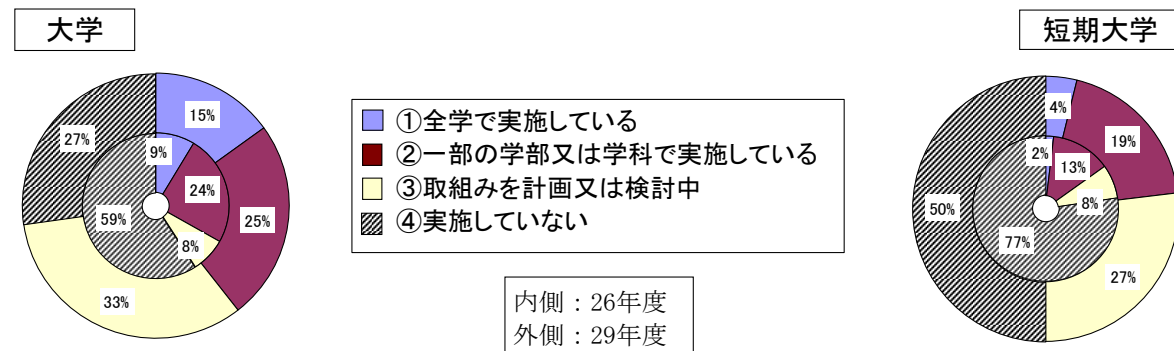 大学
短期大学
15%
25%
33%
27%
9%
24%
8%
59%
①全学で実施している
②一部の学部又は学科で実施している
③取組みを計画又は検討中
④実施していない
内側：26年度
外側：29年度
4%
19%
27%
50%
2%
13%
8%
77%